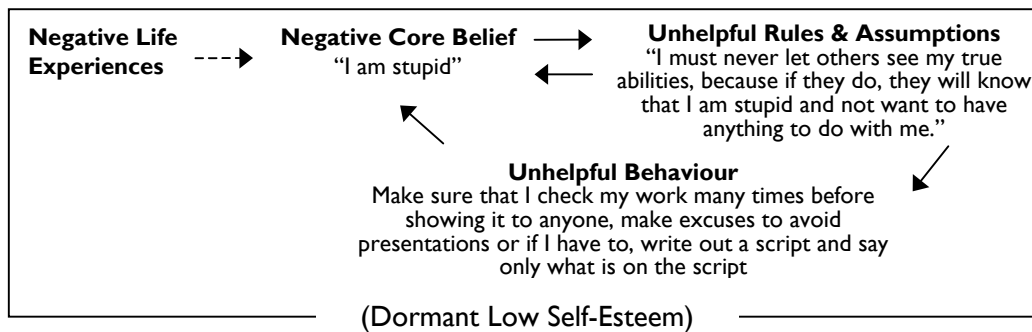 Negative Life
Experiences
Negative Core Belief
“I am stupid”
Unhelpful Rules & Assumptions
“I must never let others see my true
abilities, because if they do, they will know
that I am stupid and not want to have
anything to do with me.”
Unhelpful Behaviour
Make sure that I check my work many times before
showing it to anyone, make excuses to avoid
presentations or if I have to, write out a script and say
only what is on the script
(Dormant Low Self-Esteem)